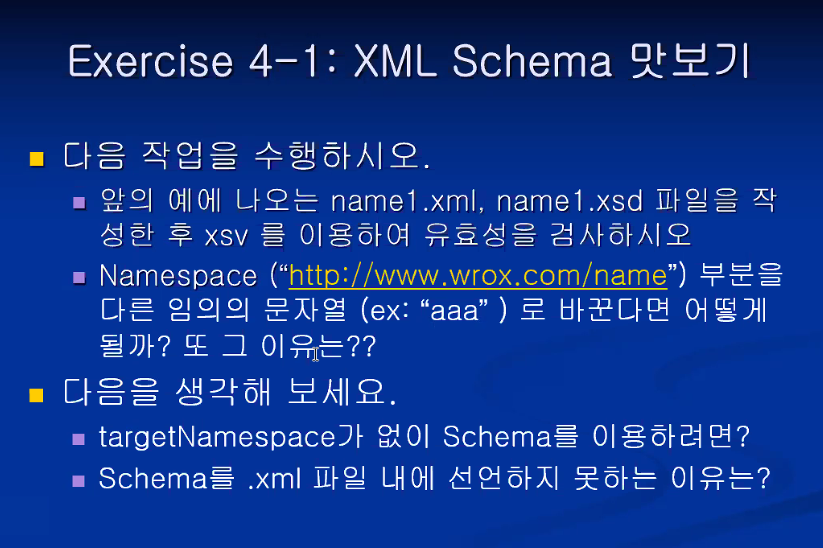 Exercise 4-1: XML Schema 맛보기
다음 작업을 수행하시오.
앞의 예에 나오는 name1.xml, name1.xsd 파일을 작
성한 후 xsv 를 이용하여 유효성을 검사하시오
Namespace (“http://www.wrox.com/name”) 부분을
다른 임의의 문자열 (ex: “aaa” ) 로 바꾼다면 어떻게
될까? 또 그 이유는??
다음을 생각해 보세요.
targetNamespace가 없이 Schema를 이용하려면?
Schema를 .xml 파일 내에 선언하지 못하는 이유는?